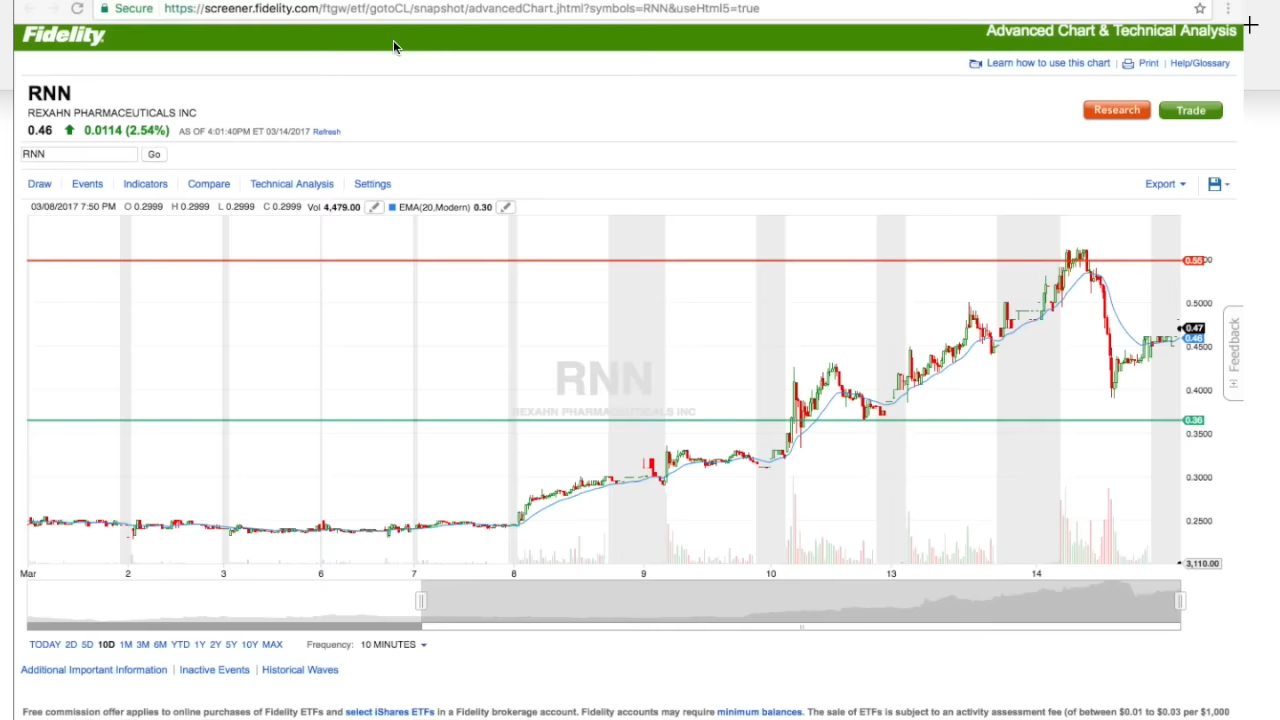 Secure https://screener.fidelity.com/ftgw/etf/gotoCL/snapshot/advancedChart.jhtml?symbols=RNN&useHtml5=true
Fidelity
Advanced Chart & Technical Analysis
Learn how to use this chart | Print | Help/Glossary
RNN
REXAHN PHARMACEUTICALS INC
0.46 0.0114 (2.54%) AS OF 4:01:40PM ET 03/14/2017 Refresh
Research Trade
RNN Go
Draw Events Indicators Compare Technical Analysis Settings Export
03/08/2017 7:50 PM O 0.2999 H 0.2999 L 0.2999 C 0.2999 Vol 4,479.00 EMA(20,Modern) 0.30
0.55
0.5000
0.47
0.46
0.4500
0.4000
0.36
0.3500
0.3000
0.2500
3,110.00
RNN
REXAHN PHARMACEUTICALS INC
Mar 2 3 6 7 8 9 10 13 14
TODAY 2D 5D 10D 1M 3M 6M YTD 1Y 2Y 5Y 10Y MAX Frequency: 10 MINUTES
Additional Important Information | Inactive Events | Historical Waves
Free commission offer applies to online purchases of Fidelity ETFs and select iShares ETFs in a Fidelity brokerage account. Fidelity accounts may require minimum balances. The sale of ETFs is subject to an activity assessment fee (of between $0.01 to $0.03 per $1,000
[+] Feedback